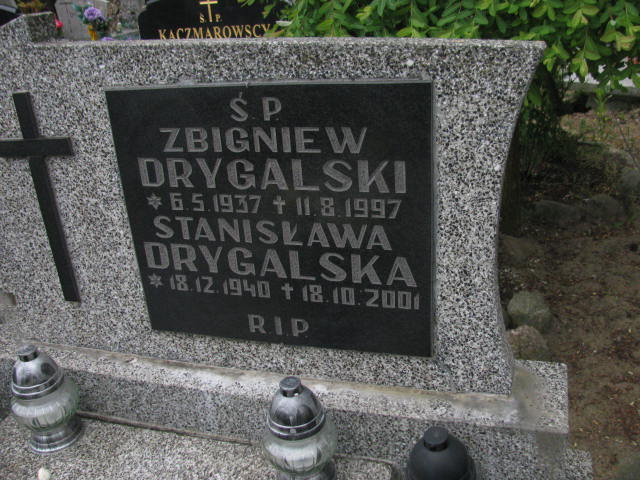 Ś.P.
KACZMAROWSCY
Ś.P.
ZBIGNIEW
DRYGALSKI
* 6.5.1937 ✝ 11.8.1997
STANISŁAWA
DRYGALSKA
* 18.12.1940 ✝ 18.10.2001
R.I.P.